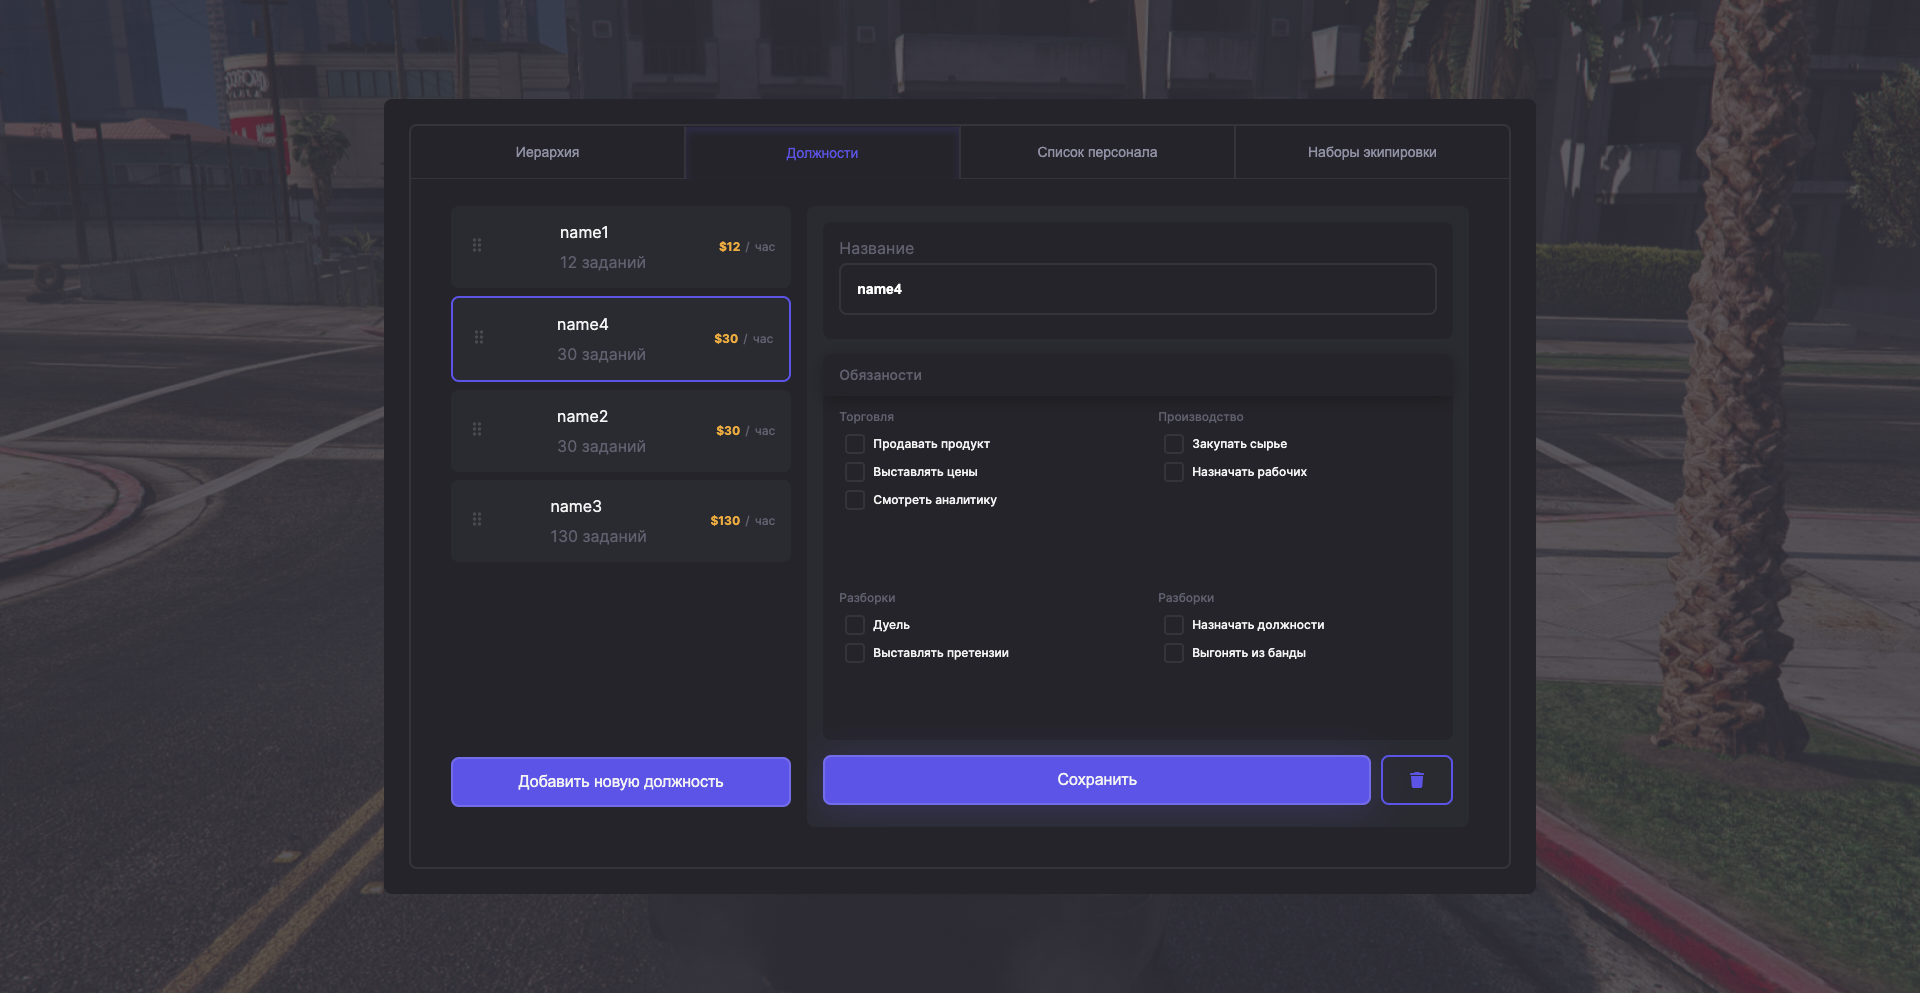 Иерархия
Должности
Список персонала
Наборы экипировки
name1
12 заданий
$12 / час
name4
30 заданий
$30 / час
name2
30 заданий
$30 / час
name3
130 заданий
$130 / час
Добавить новую должность
Название
name4
Обязаности
Торговля
Продавать продукт
Выставлять цены
Смотреть аналитику
Производство
Закупать сырье
Назначать рабочих
Разборки
Дуель
Выставлять претензии
Разборки
Назначать должности
Выгонять из банды
Сохранить